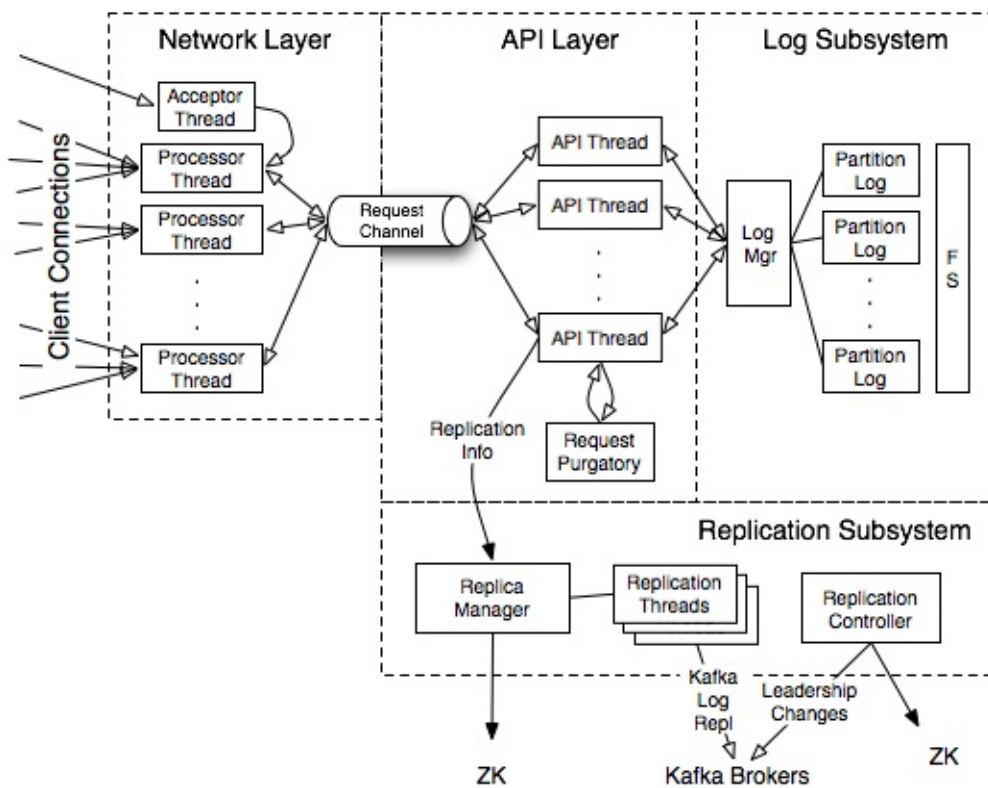 Network Layer
API Layer
Log Subsystem
Acceptor
Thread
Client Connections
Processor
Thread
Processor
Thread
.
.
.
Processor
Thread
Request
Channel
API Thread
API Thread
.
.
.
API Thread
Replication
Info
Request
Purgatory
Log
Mgr
Partition
Log
Partition
Log
.
.
.
Partition
Log
F
S
Replication Subsystem
Replica
Manager
Replication
Threads
Replication
Controller
Kafka
Log
Repl
Leadership
Changes
ZK
Kafka Brokers
ZK